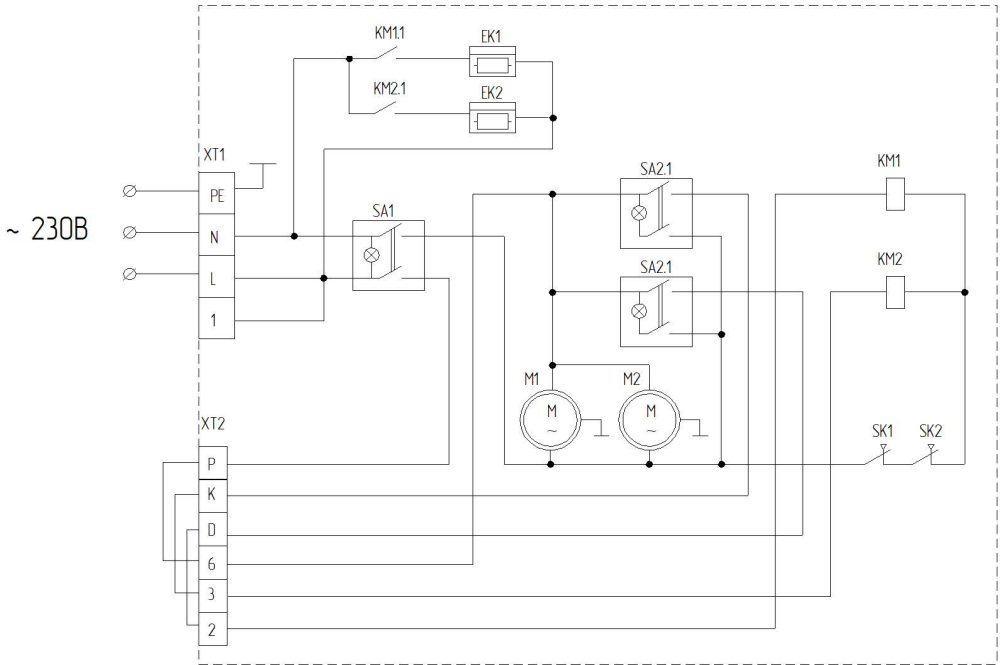 KM1.1
EK1
KM2.1
EK2
XT1
KM1
PE
SA2.1
~ 230В
N
SA1
L
SA2.1
KM2
1
M1
M2
M
~
M
~
XT2
SK1
SK2
P
K
D
6
3
2